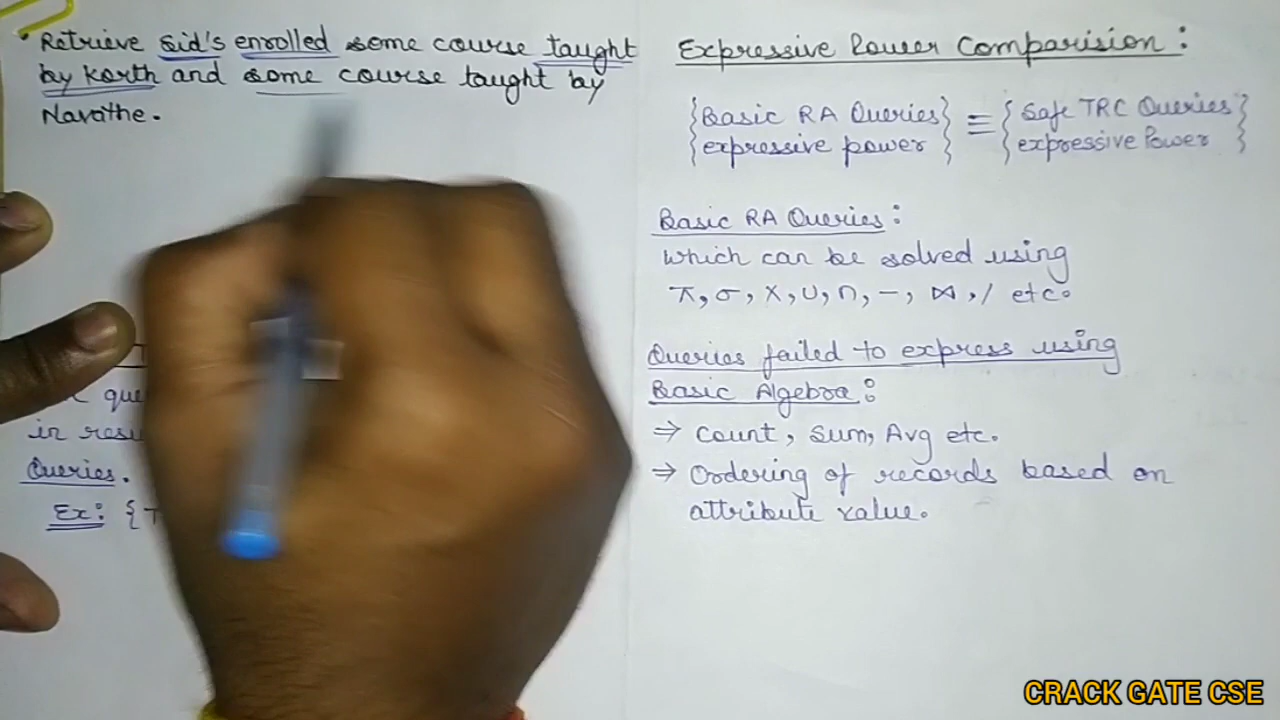 • Retrieve Sid's enrolled some course taught
by Korth and some course taught by
Navathe.
in
Queries.
Ex: {T
Expressive Power Comparision :
{Basic RA Queries expressive power} ≡ {Safe TRC Queries expressive Power}
Basic RA Queries :
Which can be solved using
π, σ, X, ∪, ∩, −, ⋈, / etc.
Queries failed to express using
Basic Algebra :
⇒ Count, Sum, Avg etc.
⇒ Ordering of records based on
attribute value.
CRACK GATE CSE